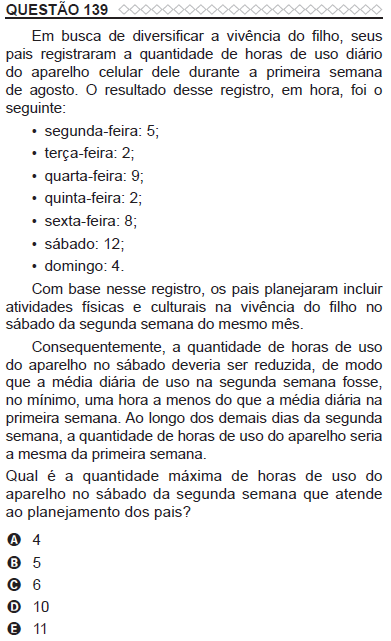 QUESTÃO 139
Em busca de diversificar a vivência do filho, seus
pais registraram a quantidade de horas de uso diário
do aparelho celular dele durante a primeira semana
de agosto. O resultado desse registro, em hora, foi o
seguinte:
• segunda-feira: 5;
• terça-feira: 2;
• quarta-feira: 9;
• quinta-feira: 2;
• sexta-feira: 8;
• sábado: 12;
• domingo: 4.
Com base nesse registro, os pais planejaram incluir
atividades físicas e culturais na vivência do filho no
sábado da segunda semana do mesmo mês.
Consequentemente, a quantidade de horas de uso
do aparelho no sábado deveria ser reduzida, de modo
que a média diária de uso na segunda semana fosse,
no mínimo, uma hora a menos do que a média diária na
primeira semana. Ao longo dos demais dias da segunda
semana, a quantidade de horas de uso do aparelho seria
a mesma da primeira semana.
Qual é a quantidade máxima de horas de uso do
aparelho no sábado da segunda semana que atende
ao planejamento dos pais?
A 4
B 5
C 6
D 10
E 11